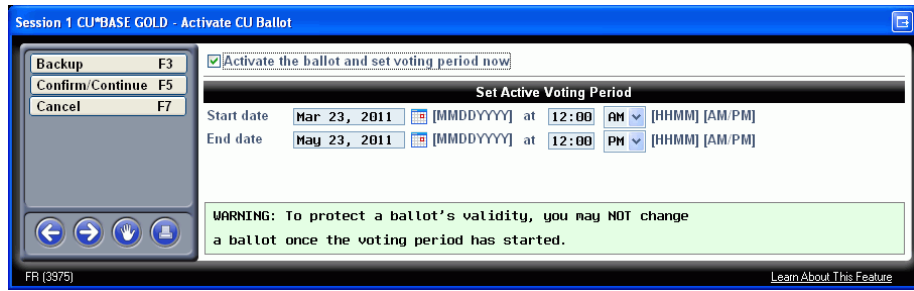 Session 1 CU*BASE GOLD - Activate CU Ballot
Backup F3
Confirm/Continue F5
Cancel F7
Activate the ballot and set voting period now
Set Active Voting Period
Start date Mar 23, 2011 [MMDDYYYY] at 12:00 AM [HHMM] [AM/PM]
End date May 23, 2011 [MMDDYYYY] at 12:00 PM [HHMM] [AM/PM]
WARNING: To protect a ballot's validity, you may NOT change
a ballot once the voting period has started.
FR (3975)
Learn About This Feature